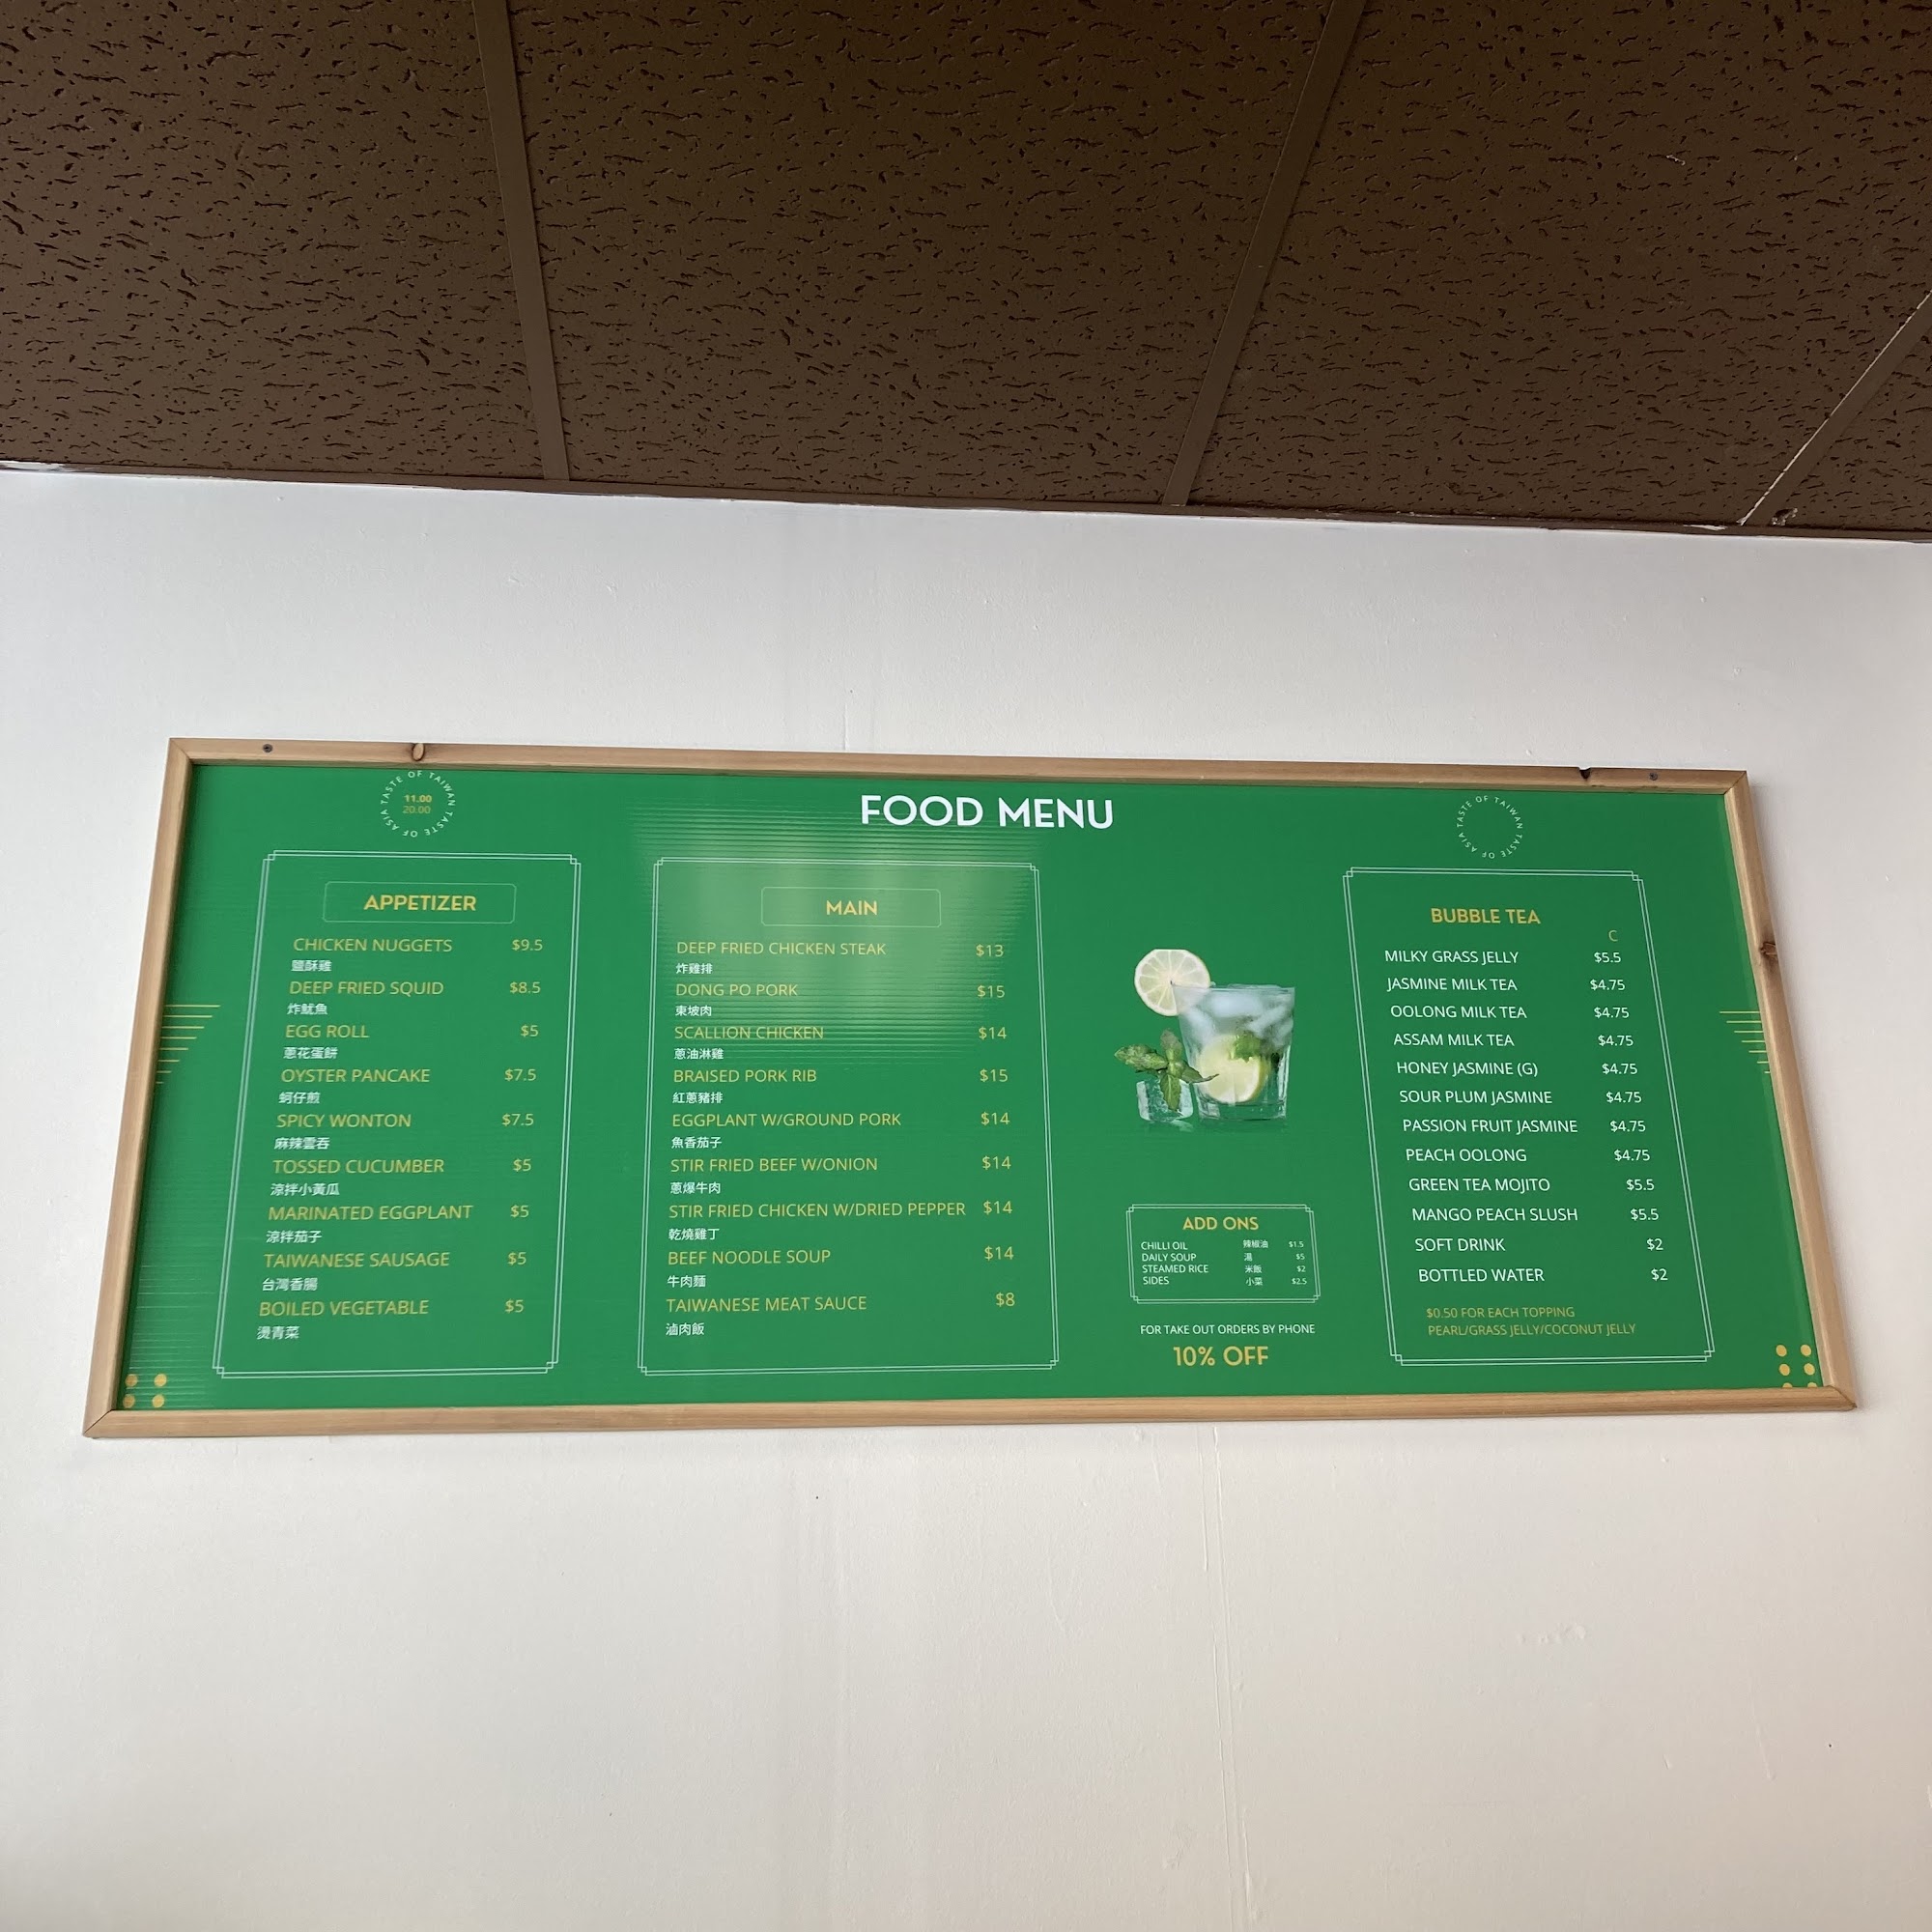 TASTE OF TAIWAN TASTE OF ASIA
11.00
20.00
FOOD MENU
TASTE OF TAIWAN TASTE OF ASIA
APPETIZER
CHICKEN NUGGETS $9.5
鹽酥雞
DEEP FRIED SQUID $8.5
炸魷魚
EGG ROLL $5
蔥花蛋餅
OYSTER PANCAKE $7.5
蚵仔煎
SPICY WONTON $7.5
麻辣雲吞
TOSSED CUCUMBER $5
涼拌小黃瓜
MARINATED EGGPLANT $5
涼拌茄子
TAIWANESE SAUSAGE $5
台灣香腸
BOILED VEGETABLE $5
燙青菜
MAIN
DEEP FRIED CHICKEN STEAK $13
炸雞排
DONG PO PORK $15
東坡肉
SCALLION CHICKEN $14
蔥油淋雞
BRAISED PORK RIB $15
紅蔥豬排
EGGPLANT W/GROUND PORK $14
魚香茄子
STIR FRIED BEEF W/ONION $14
蔥爆牛肉
STIR FRIED CHICKEN W/DRIED PEPPER $14
乾燒雞丁
BEEF NOODLE SOUP $14
牛肉麵
TAIWANESE MEAT SAUCE $8
滷肉飯
ADD ONS
CHILLI OIL 辣椒油 $1.5
DAILY SOUP 湯 $5
STEAMED RICE 米飯 $2
SIDES 小菜 $2.5
FOR TAKE OUT ORDERS BY PHONE
10% OFF
BUBBLE TEA
C
MILKY GRASS JELLY $5.5
JASMINE MILK TEA $4.75
OOLONG MILK TEA $4.75
ASSAM MILK TEA $4.75
HONEY JASMINE (G) $4.75
SOUR PLUM JASMINE $4.75
PASSION FRUIT JASMINE $4.75
PEACH OOLONG $4.75
GREEN TEA MOJITO $5.5
MANGO PEACH SLUSH $5.5
SOFT DRINK $2
BOTTLED WATER $2
$0.50 FOR EACH TOPPING
PEARL/GRASS JELLY/COCONUT JELLY